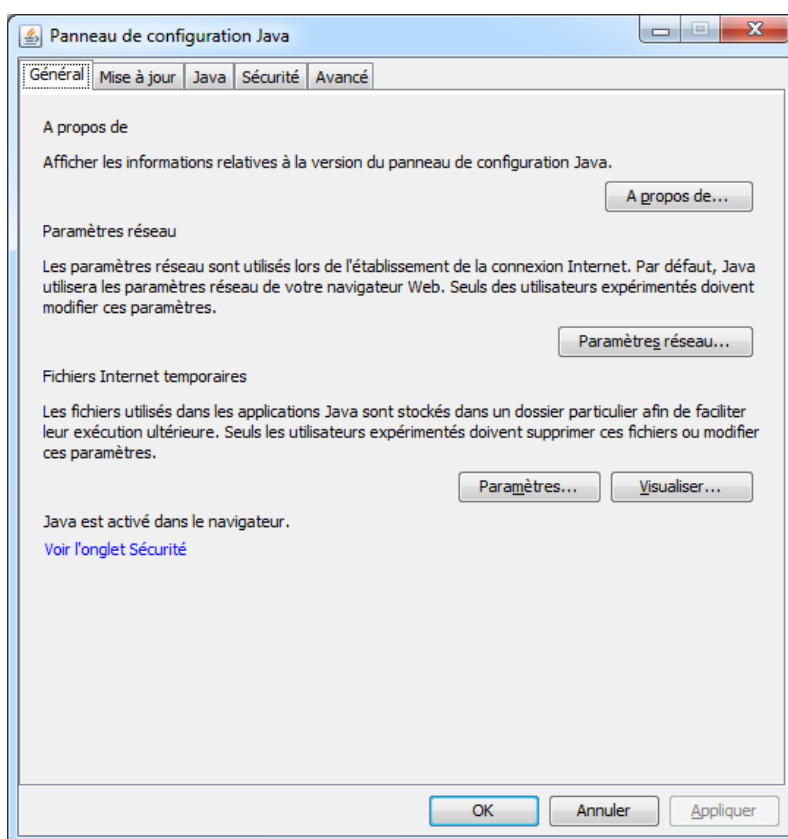 Panneau de configuration Java
Général Mise à jour Java Sécurité Avancé
A propos de
Afficher les informations relatives à la version du panneau de configuration Java.
A propos de...
Paramètres réseau
Les paramètres réseau sont utilisés lors de l'établissement de la connexion Internet. Par défaut, Java
utilisera les paramètres réseau de votre navigateur Web. Seuls des utilisateurs expérimentés doivent
modifier ces paramètres.
Paramètres réseau...
Fichiers Internet temporaires
Les fichiers utilisés dans les applications Java sont stockés dans un dossier particulier afin de faciliter
leur exécution ultérieure. Seuls les utilisateurs expérimentés doivent supprimer ces fichiers ou modifier
ces paramètres.
Paramètres... Visualiser...
Java est activé dans le navigateur.
Voir l'onglet Sécurité
OK Annuler Appliquer